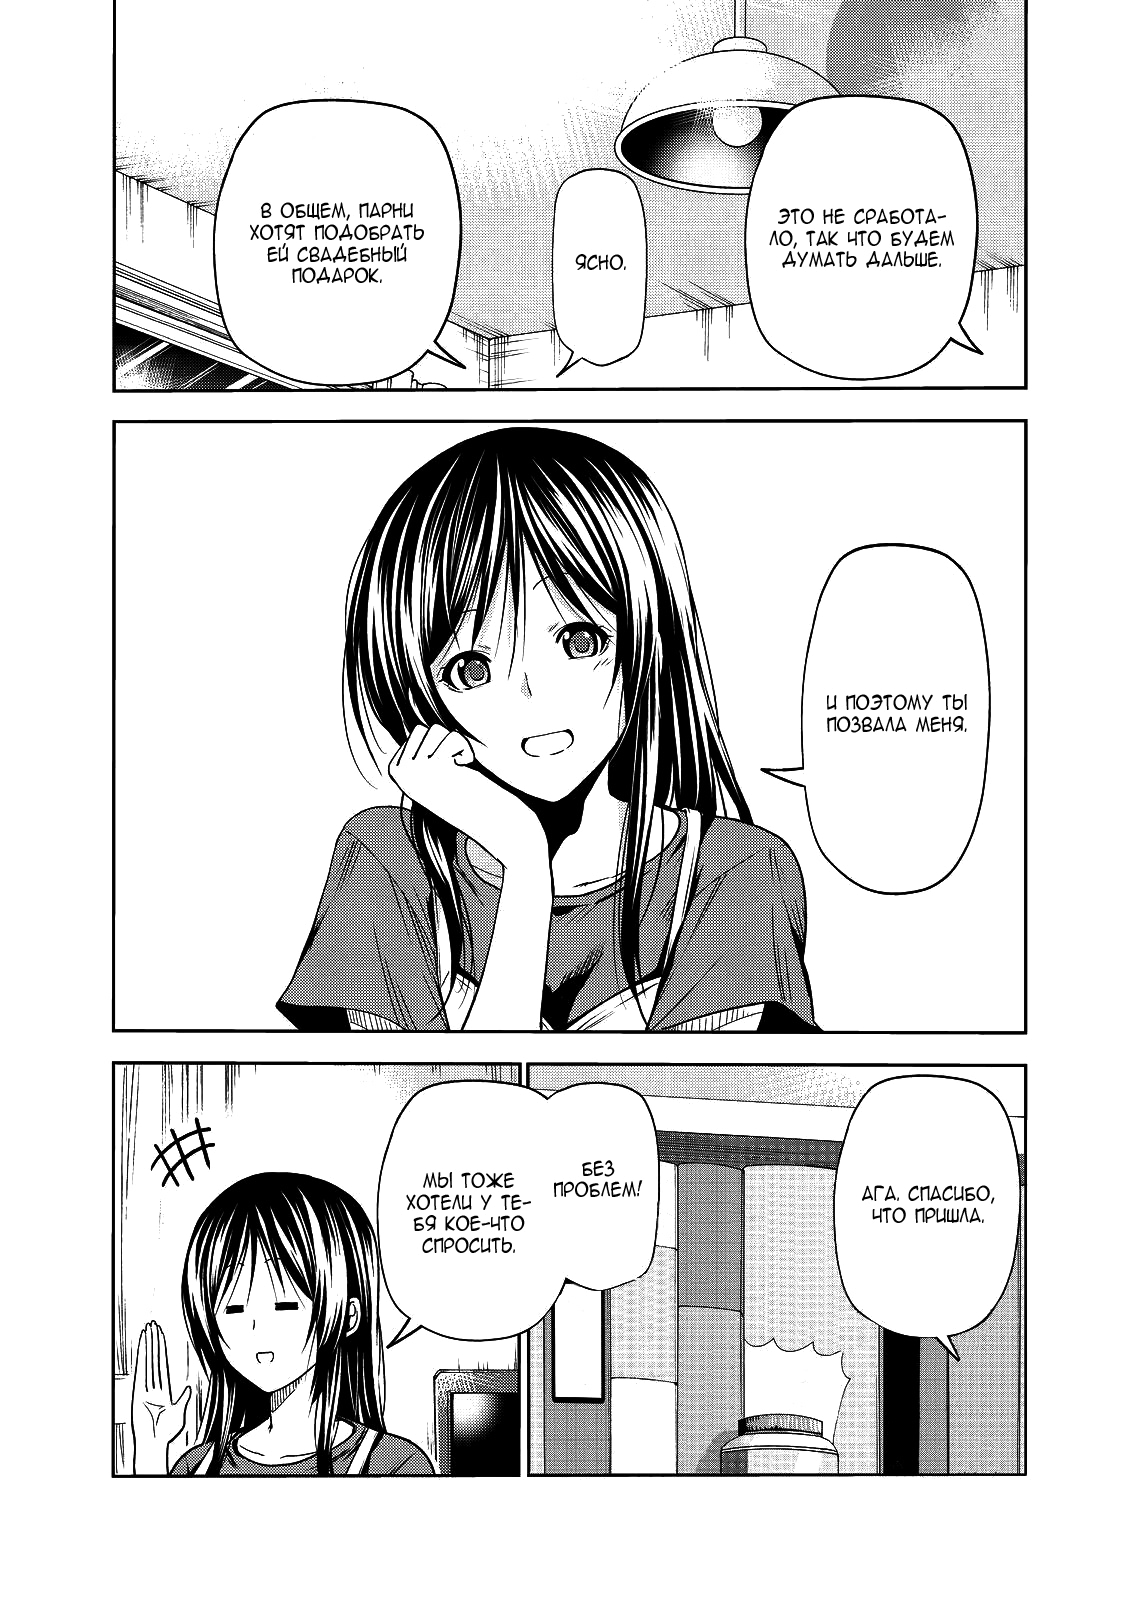 ЭТО НЕ СРАБОТА-
ЛО, ТАК ЧТО БУДЕМ
ДУМАТЬ ДАЛЬШЕ.
ЯСНО.
В ОБЩЕМ, ПАРНИ
ХОТЯТ ПОДОБРАТЬ
ЕЙ СВАДЕБНЫЙ
ПОДАРОК.
И ПОЭТОМУ ТЫ
ПОЗВАЛА МЕНЯ.
АГА. СПАСИБО,
ЧТО ПРИШЛА.
БЕЗ
ПРОБЛЕМ!
МЫ ТОЖЕ
ХОТЕЛИ У ТЕ-
БЯ КОЕ-ЧТО
СПРОСИТЬ.